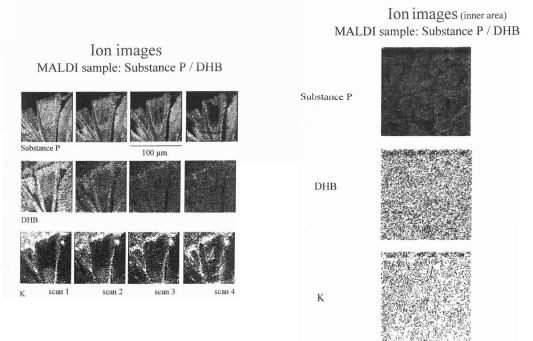 Ion images
MALDI sample: Substance P / DHB
Substance P
100 µm
DHB
K
scan 1
scan 2
scan 3
scan 4
Ion images (inner area)
MALDI sample: Substance P / DHB
Substance P
DHB
K